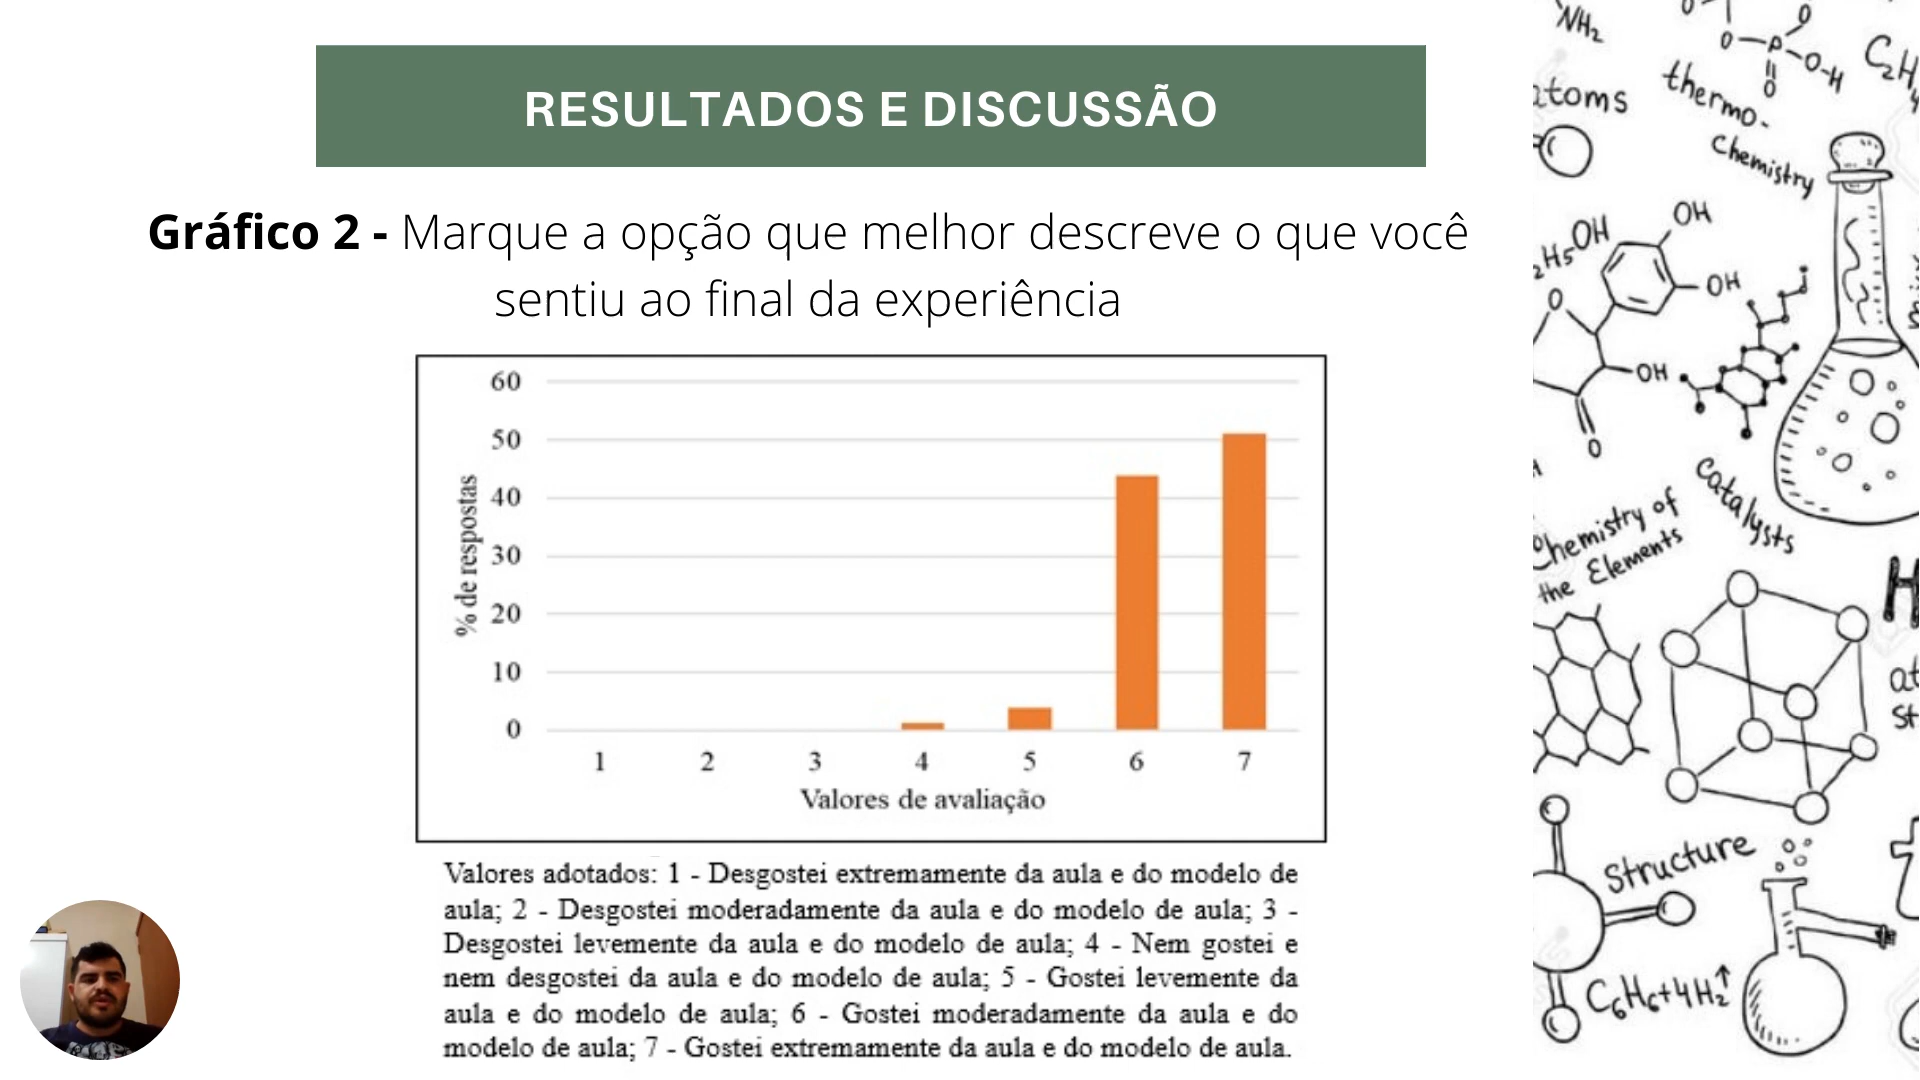 RESULTADOS E DISCUSSÃO
Gráfico 2 - Marque a opção que melhor descreve o que você
sentiu ao final da experiência
60
50
40
30
20
10
0
% de respostas
1 2 3 4 5 6 7
Valores de avaliação
Valores adotados: 1 - Desgostei extremamente da aula e do modelo de
aula; 2 - Desgostei moderadamente da aula e do modelo de aula; 3 -
Desgostei levemente da aula e do modelo de aula; 4 - Nem gostei e
nem desgostei da aula e do modelo de aula; 5 - Gostei levemente da
aula e do modelo de aula; 6 - Gostei moderadamente da aula e do
modelo de aula; 7 - Gostei extremamente da aula e do modelo de aula.
NH₂
O
O
O-P-O-H
O
toms
thermo-
Chemistry
OH
OH
OH
O
OH
O
Catalysts
Chemistry of
the Elements
H
Structure
C₆H₆+4H₂↑